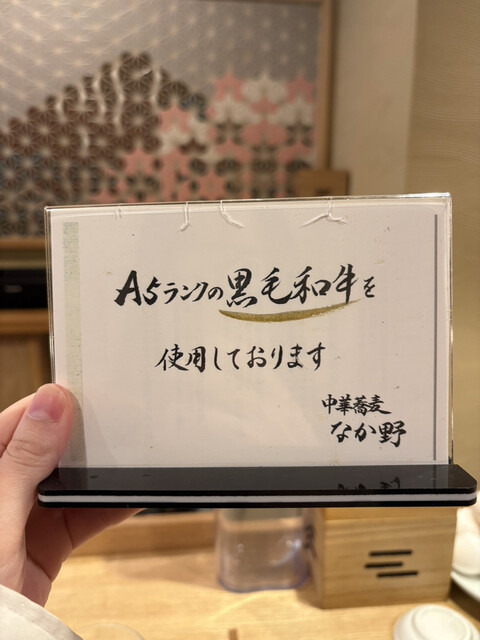 A5ランクの黒毛和牛を
使用しております
中華蕎麦
なか野